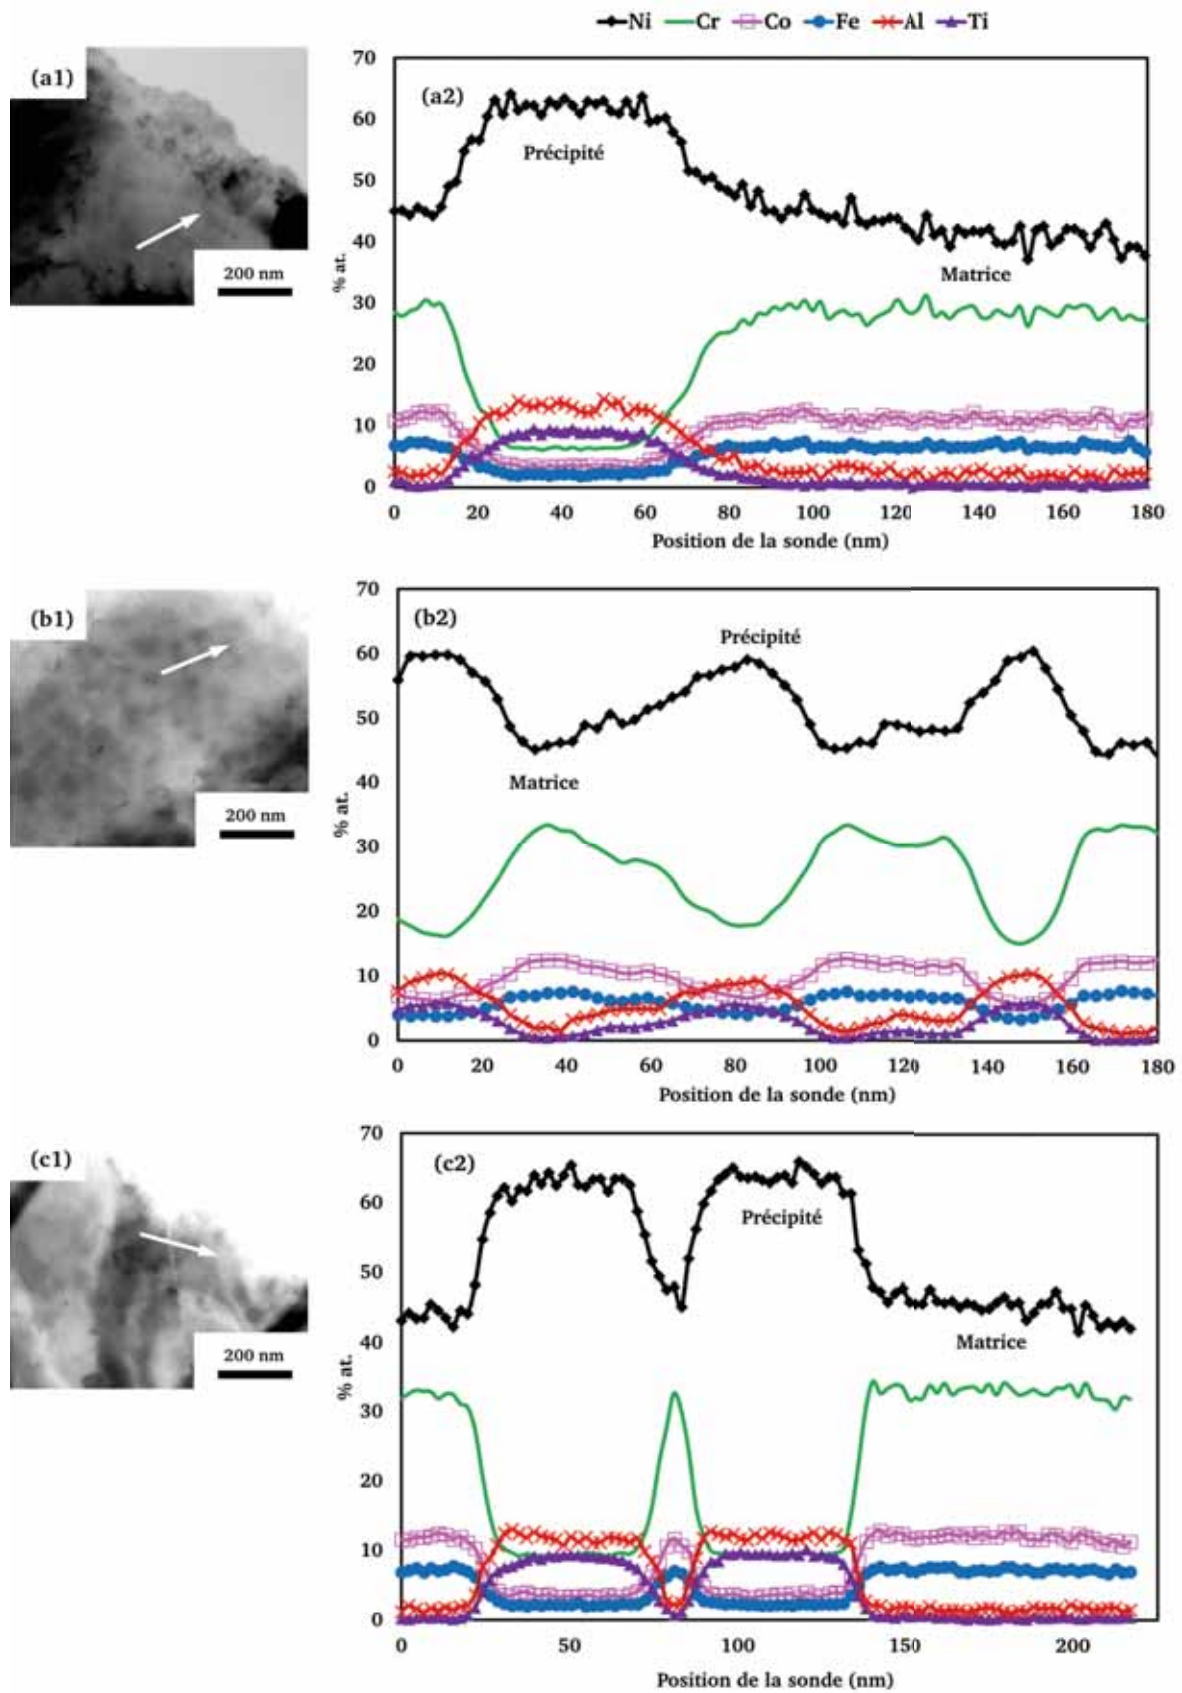 Ni Cr Co Fe Al Ti
(a1)
200 nm
(a2)
70
60
50
40
30
20
10
0
% at.
Précipité
Matrice
0 20 40 60 80 100 120 140 160 180
Position de la sonde (nm)
(b1)
200 nm
(b2)
70
60
50
40
30
20
10
0
% at.
Précipité
Matrice
0 20 40 60 80 100 120 140 160 180
Position de la sonde (nm)
(c1)
200 nm
(c2)
70
60
50
40
30
20
10
0
% at.
Précipité
Matrice
0 50 100 150 200
Position de la sonde (nm)